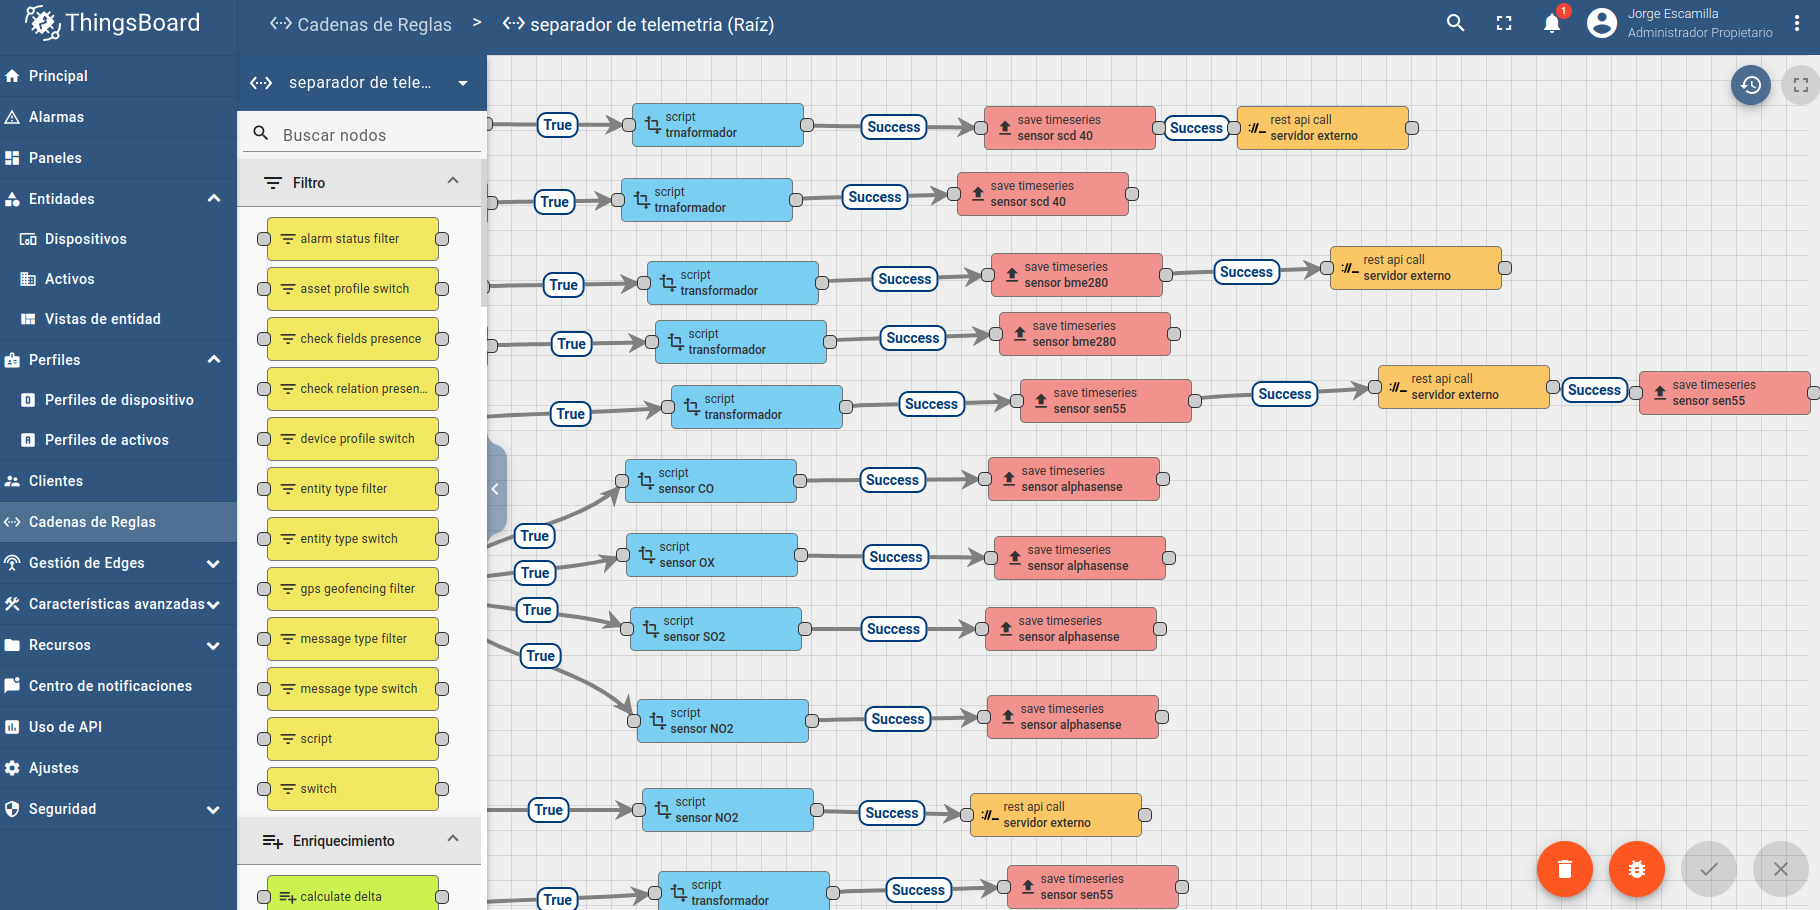 ThingsBoard
Cadenas de Reglas > separador de telemetria (Raíz)
1
Jorge Escamilla
Administrador Propietario
Principal
Alarmas
Paneles
Entidades
Dispositivos
Activos
Vistas de entidad
Perfiles
Perfiles de dispositivo
Perfiles de activos
Clientes
Cadenas de Reglas
Gestión de Edges
Características avanzadas
Recursos
Centro de notificaciones
Uso de API
Ajustes
Seguridad
separador de tele...
Buscar nodos
Filtro
alarm status filter
asset profile switch
check fields presence
check relation presen...
device profile switch
entity type filter
entity type switch
gps geofencing filter
message type filter
message type switch
script
switch
Enriquecimiento
calculate delta
True
script
trnaformador
Success
save timeseries
sensor scd 40
Success
rest api call
servidor externo
True
script
trnaformador
Success
save timeseries
sensor scd 40
True
script
transformador
Success
save timeseries
sensor bme280
Success
rest api call
servidor externo
True
script
transformador
Success
save timeseries
sensor bme280
True
script
transformador
Success
save timeseries
sensor sen55
Success
rest api call
servidor externo
Success
save timeseries
sensor sen55
True
script
sensor CO
Success
save timeseries
sensor alphasense
True
script
sensor OX
Success
save timeseries
sensor alphasense
True
script
sensor SO2
Success
save timeseries
sensor alphasense
True
script
sensor NO2
Success
save timeseries
sensor alphasense
True
script
sensor NO2
Success
rest api call
servidor externo
True
script
transformador
Success
save timeseries
sensor sen55